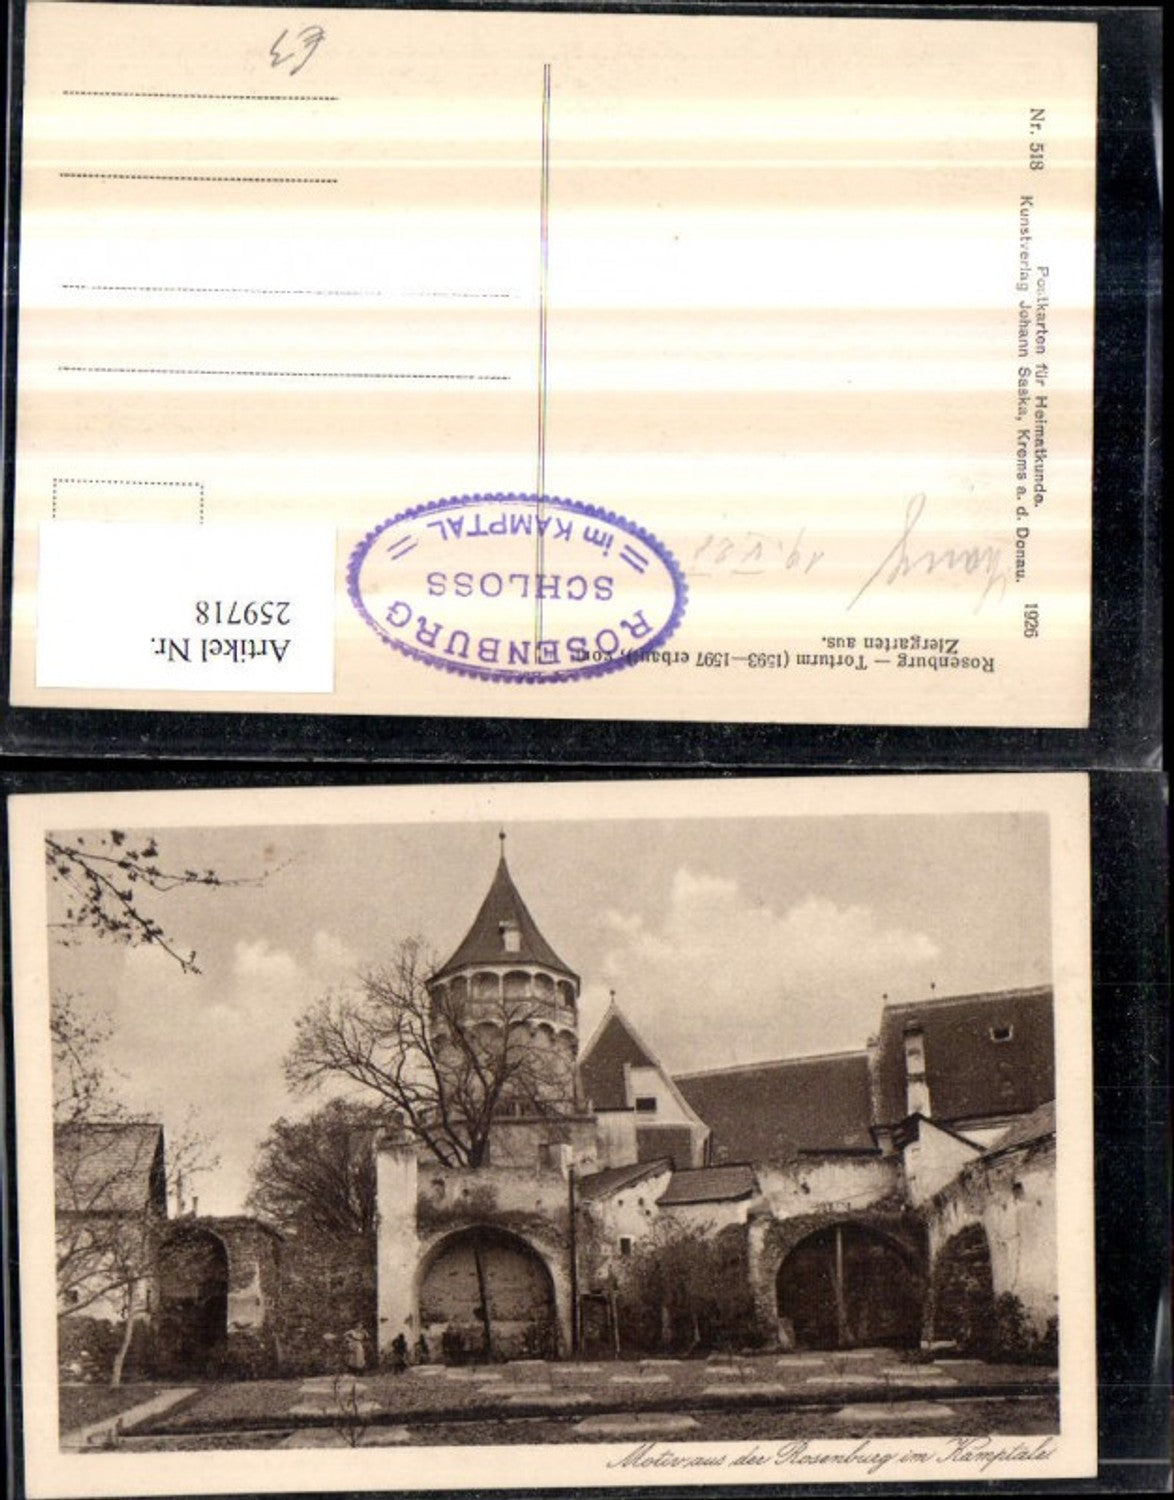 €3
Nr. 518
Postkarten für Heimatkunde.
Kunstverlag Johann Saska, Krems a. d. Donau.
1926
Rosenburg — Torturm (1593—1597 erbaut), vom
Ziergarten aus.
ROSENBURG
SCHLOSS
= im KAMPTAL =
Artikel Nr.
259718
Motiv aus der Rosenburg im Kamptale